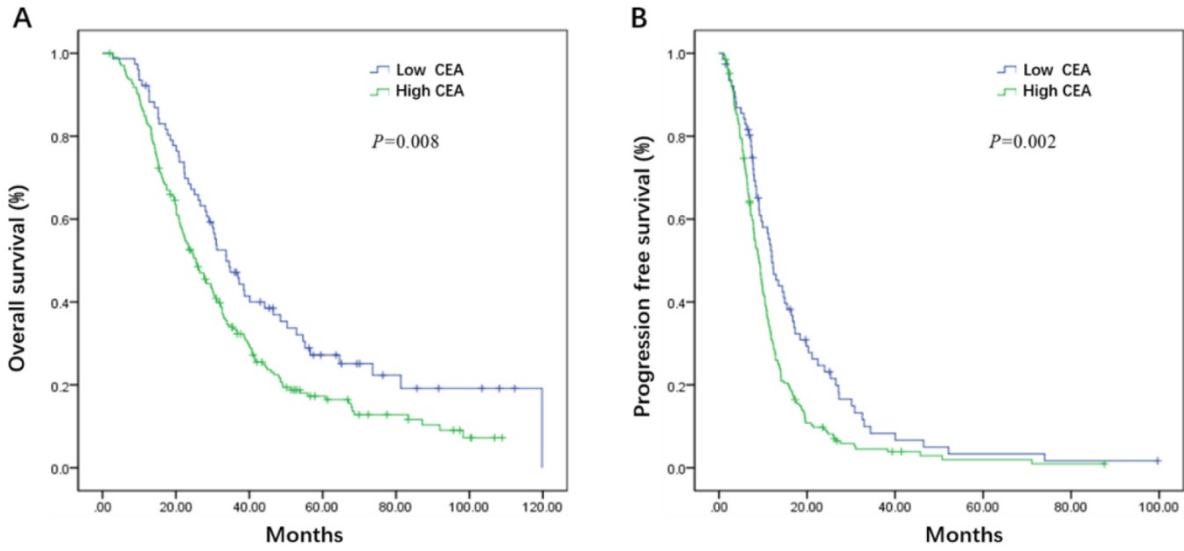 A
Overall survival (%)
1.0
0.8
0.6
0.4
0.2
0.0
Low CEA
High CEA
P=0.008
.00 20.00 40.00 60.00 80.00 100.00 120.00
Months
B
Progression free survival (%)
1.0
0.8
0.6
0.4
0.2
0.0
Low CEA
High CEA
P=0.002
.00 20.00 40.00 60.00 80.00 100.00
Months